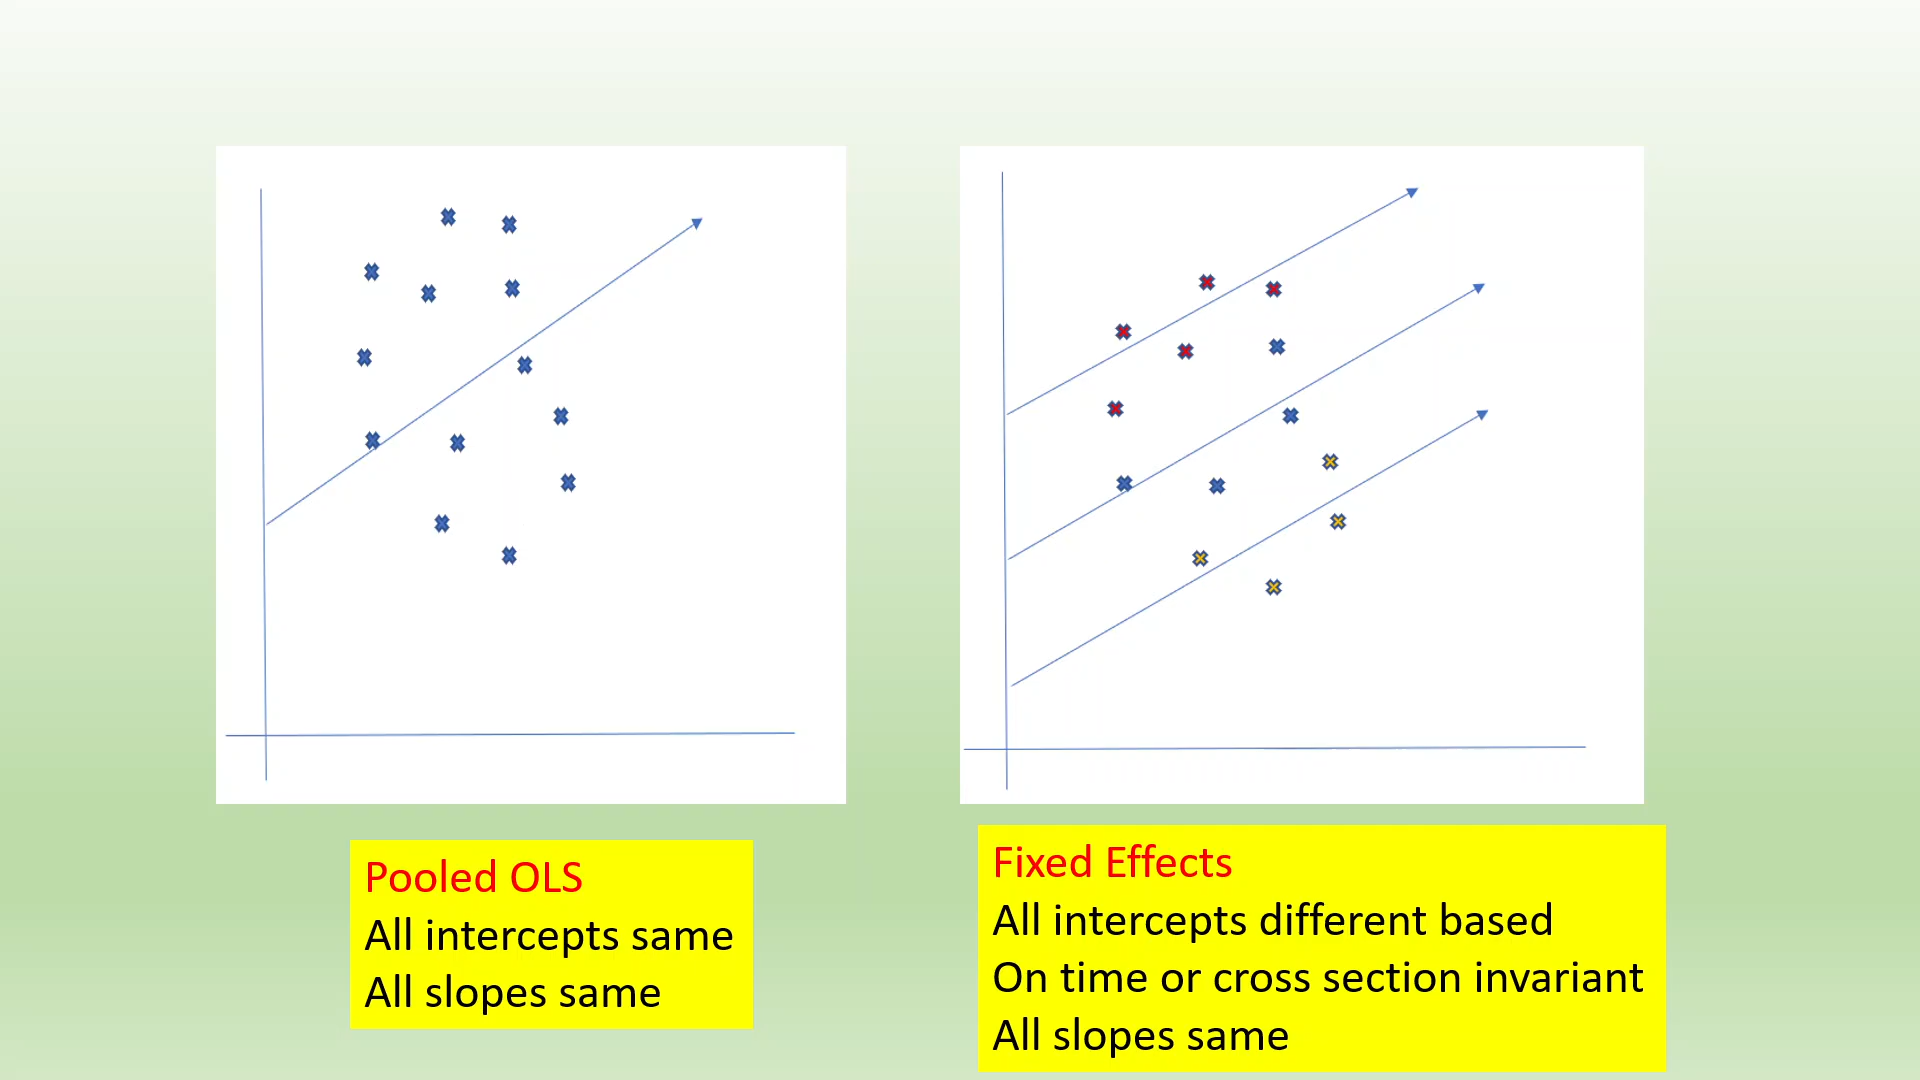 Pooled OLS
All intercepts same
All slopes same
Fixed Effects
All intercepts different based
On time or cross section invariant
All slopes same